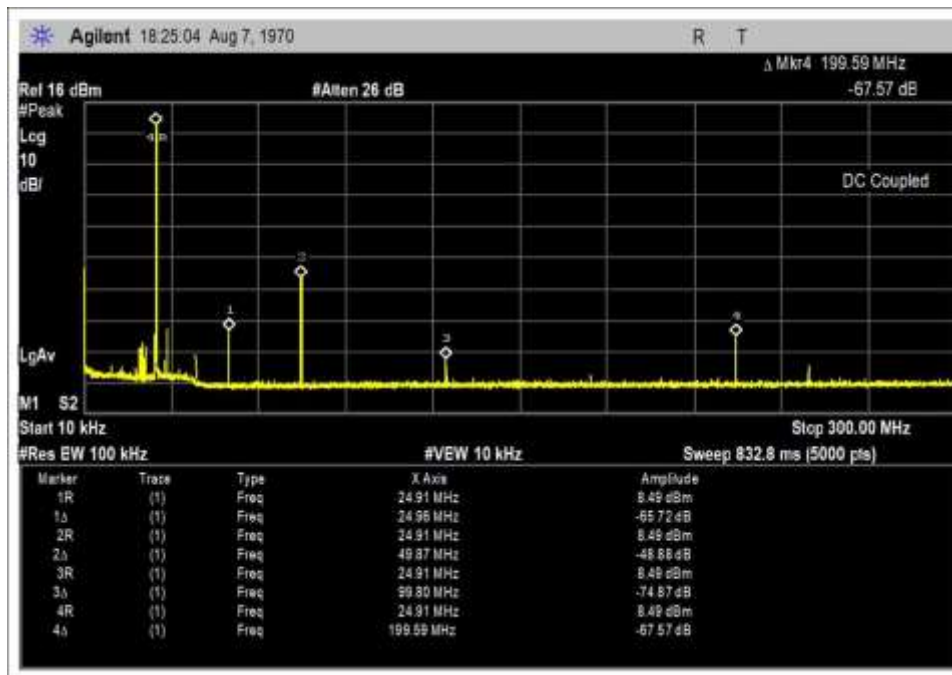 Agilent 18:25:04 Aug 7, 1970 R T
Δ Mkr4 199.59 MHz
Ref 16 dBm #Atten 26 dB -67.57 dB
#Peak
Log
10
dB/
DC Coupled
1
3
4
LgAv
M1 S2
Start 10 kHz Stop 300.00 MHz
#Res BW 100 kHz #VBW 10 kHz Sweep 832.8 ms (5000 pts)
Marker Trace Type X Axis Amplitude
1R (1) Freq 24.91 MHz 8.49 dBm
1Δ (1) Freq 24.96 MHz -65.72 dB
2R (1) Freq 24.91 MHz 8.49 dBm
2Δ (1) Freq 49.87 MHz -48.88 dB
3R (1) Freq 24.91 MHz 8.49 dBm
3Δ (1) Freq 99.80 MHz -74.87 dB
4R (1) Freq 24.91 MHz 8.49 dBm
4Δ (1) Freq 199.59 MHz -67.57 dB